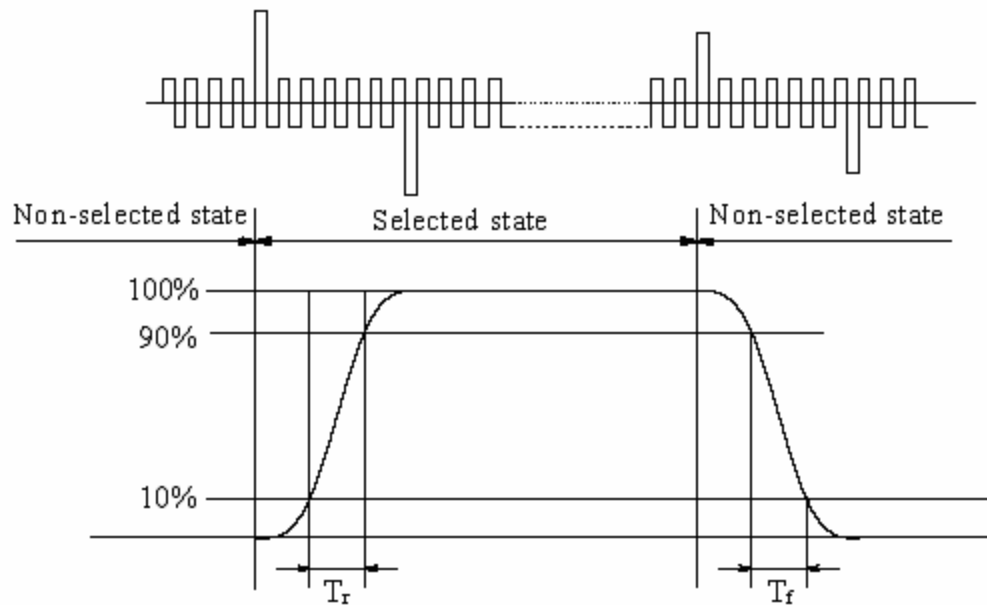 Non-selected state
Selected state
Non-selected state
100%
90%
10%
Tr
Tf